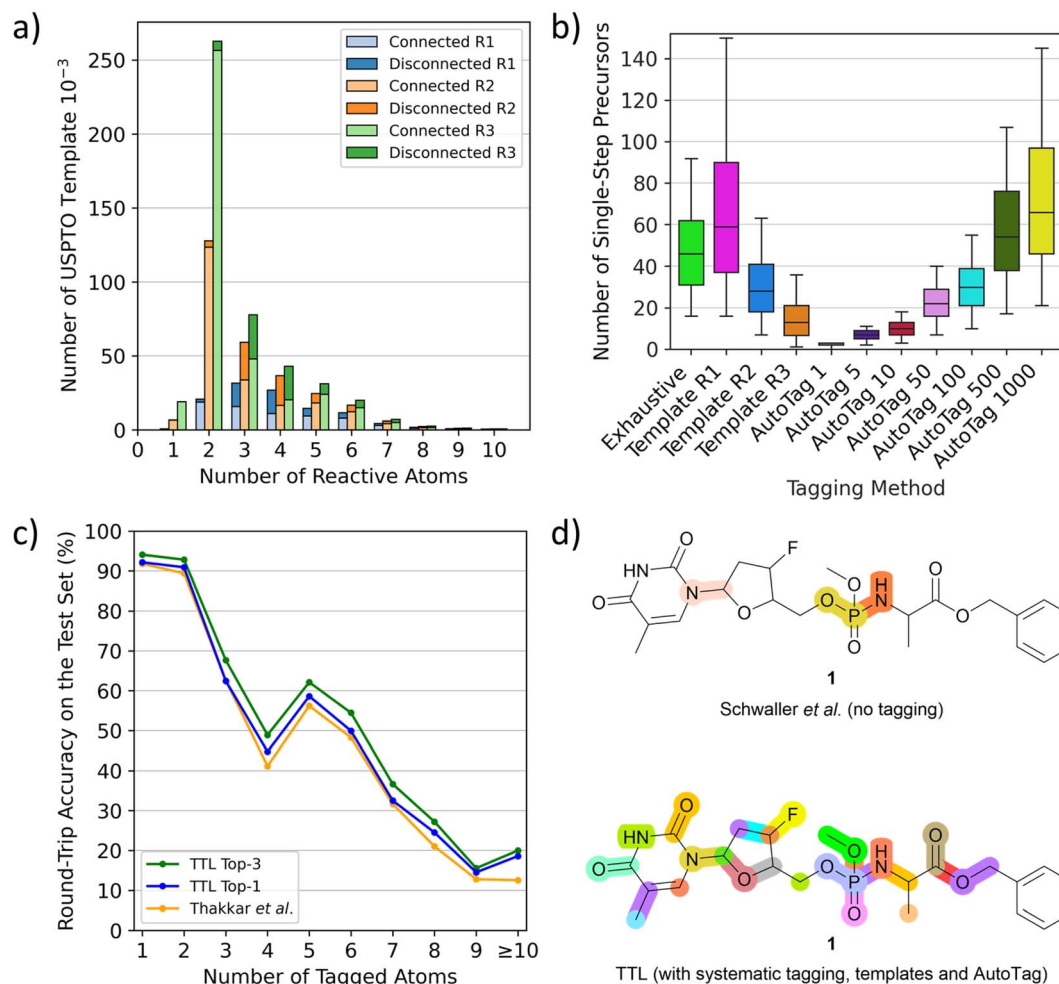 a)
Number of USPTO Template 10⁻³
250
200
150
100
50
0
1 2 3 4 5 6 7 8 9 10
Number of Reactive Atoms
Connected R1
Disconnected R1
Connected R2
Disconnected R2
Connected R3
Disconnected R3
b)
Number of Single-Step Precursors
140
120
100
80
60
40
20
0
Exhaustive
Template R1
Template R2
Template R3
AutoTag 1
AutoTag 5
AutoTag 10
AutoTag 50
AutoTag 100
AutoTag 500
AutoTag 1000
Tagging Method
c)
Round-Trip Accuracy on the Test Set (%)
100
90
80
70
60
50
40
30
20
10
0
1 2 3 4 5 6 7 8 9 ≥10
Number of Tagged Atoms
TTL Top-3
TTL Top-1
Thakkar et al.
d)
O F
HN N O O H O
O O P N O
O
1
Schwaller et al. (no tagging)
O F
HN N O O H O
O O P N O
O
1
TTL (with systematic tagging, templates and AutoTag)